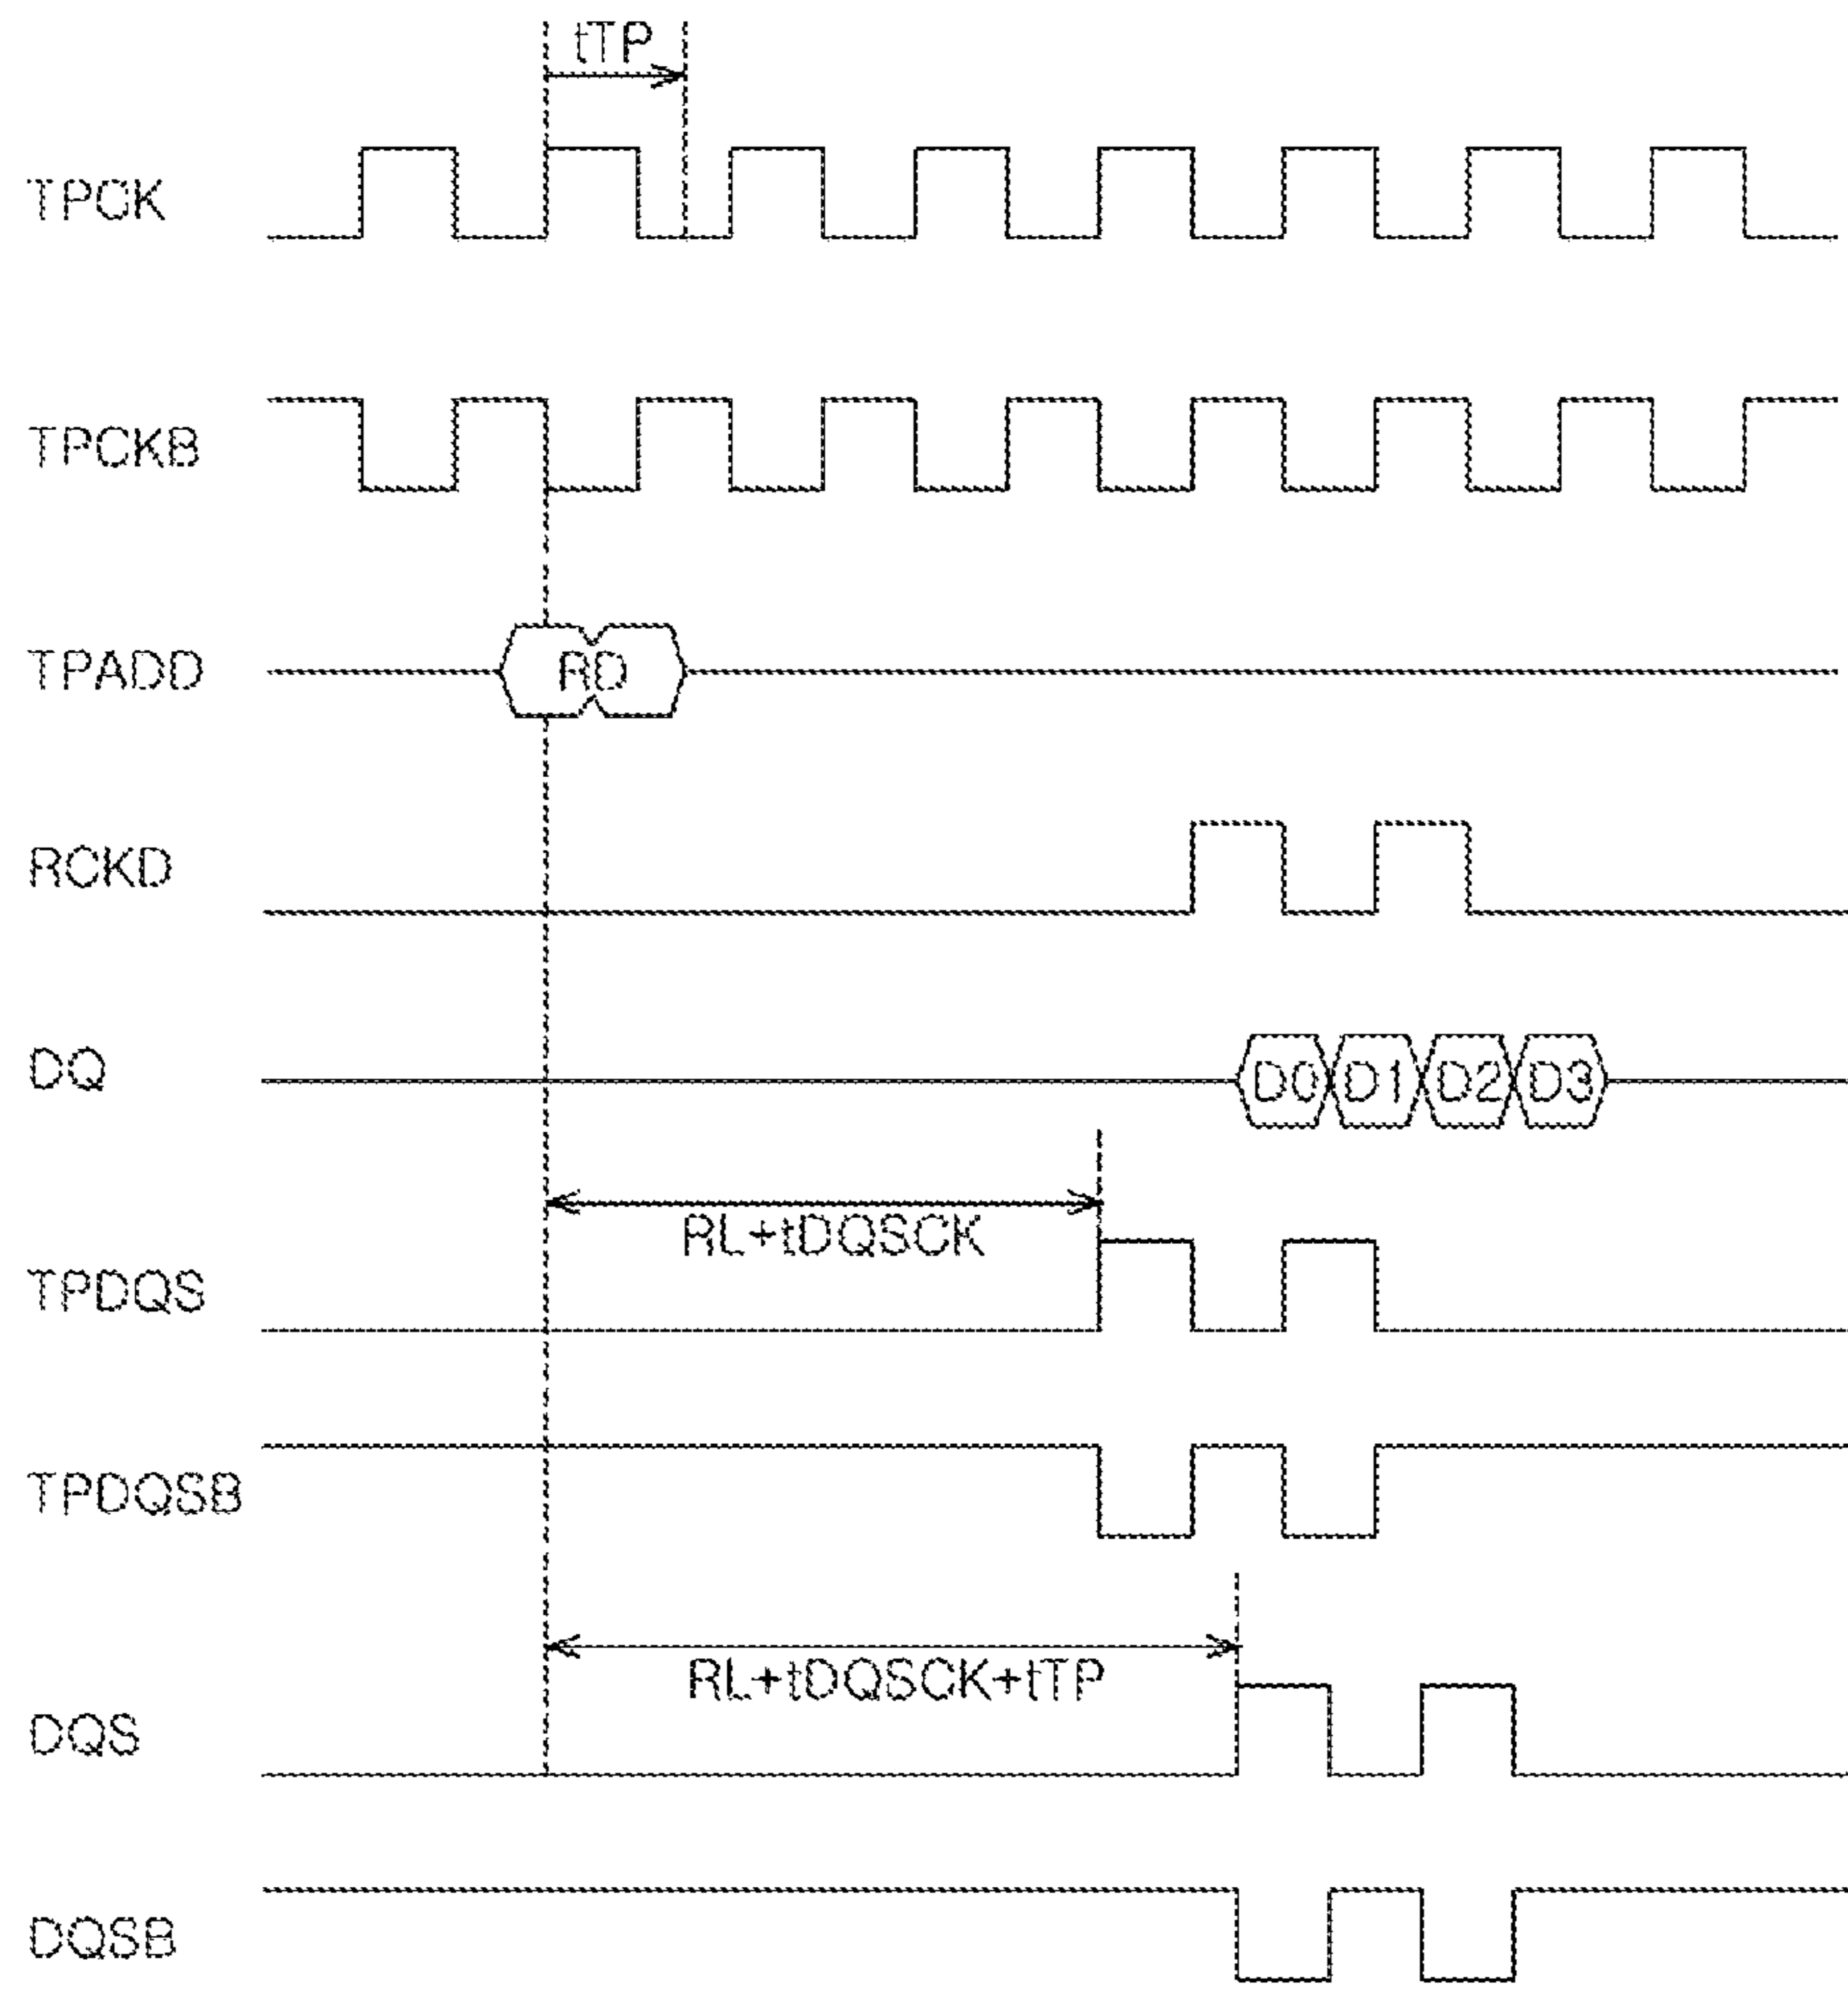 tTP
TPCK
TPCKB
TPADD
RD
RCKD
DQ
D0 D1 D2 D3
RL+tDQSCK
TPDQS
TPDQSB
RL+tDQSCK+tTP
DQS
DQSB